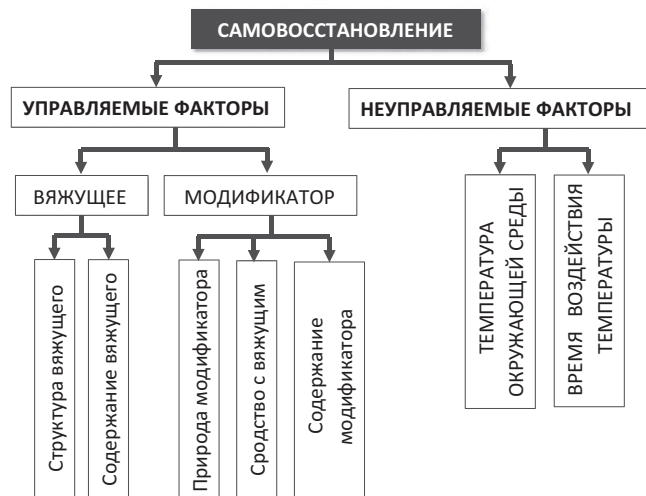 САМОВОССТАНОВЛЕНИЕ
УПРАВЛЯЕМЫЕ ФАКТОРЫ
НЕУПРАВЛЯЕМЫЕ ФАКТОРЫ
ВЯЖУЩЕЕ
МОДИФИКАТОР
Структура вяжущего
Содержание вяжущего
Природа модификатора
Сродство с вяжущим
Содержание
модификатора
ТЕМПЕРАТУРА
ОКРУЖАЮЩЕЙ СРЕДЫ
ВРЕМЯ ВОЗДЕЙСТВИЯ
ТЕМПЕРАТУРЫ